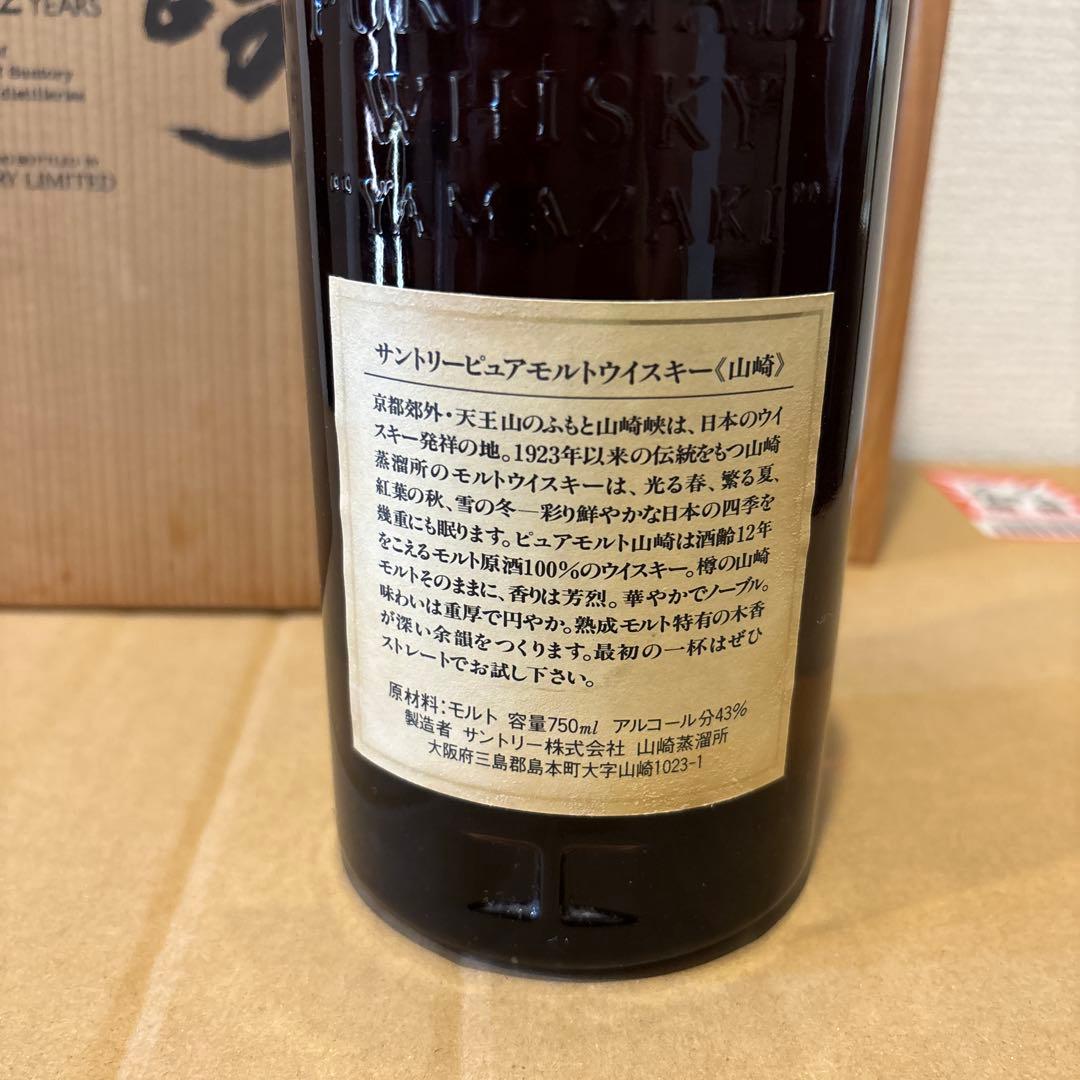 2 YEARS
of
Suntory
distilleries
BOTTLED BY
RY LIMITED
PURE MALT
WHISKY
"YAMAZAKI"
サントリーピュアモルトウイスキー《山崎》
京都郊外・天王山のふもと山崎峡は、日本のウイ
スキー発祥の地。1923年以来の伝統をもつ山崎
蒸溜所のモルトウイスキーは、光る春、繁る夏、
紅葉の秋、雪の冬―彩り鮮やかな日本の四季を
幾重にも眠ります。ピュアモルト山崎は酒齢12年
をこえるモルト原酒100%のウイスキー。樽の山崎
モルトそのままに、香りは芳烈。華やかでノーブル。
味わいは重厚で円やか。熟成モルト特有の木香
が深い余韻をつくります。最初の一杯はぜひ
ストレートでお試し下さい。
原材料：モルト 容量750ml アルコール分43%
製造者 サントリー株式会社 山崎蒸溜所
大阪府三島郡島本町大字山崎1023-1